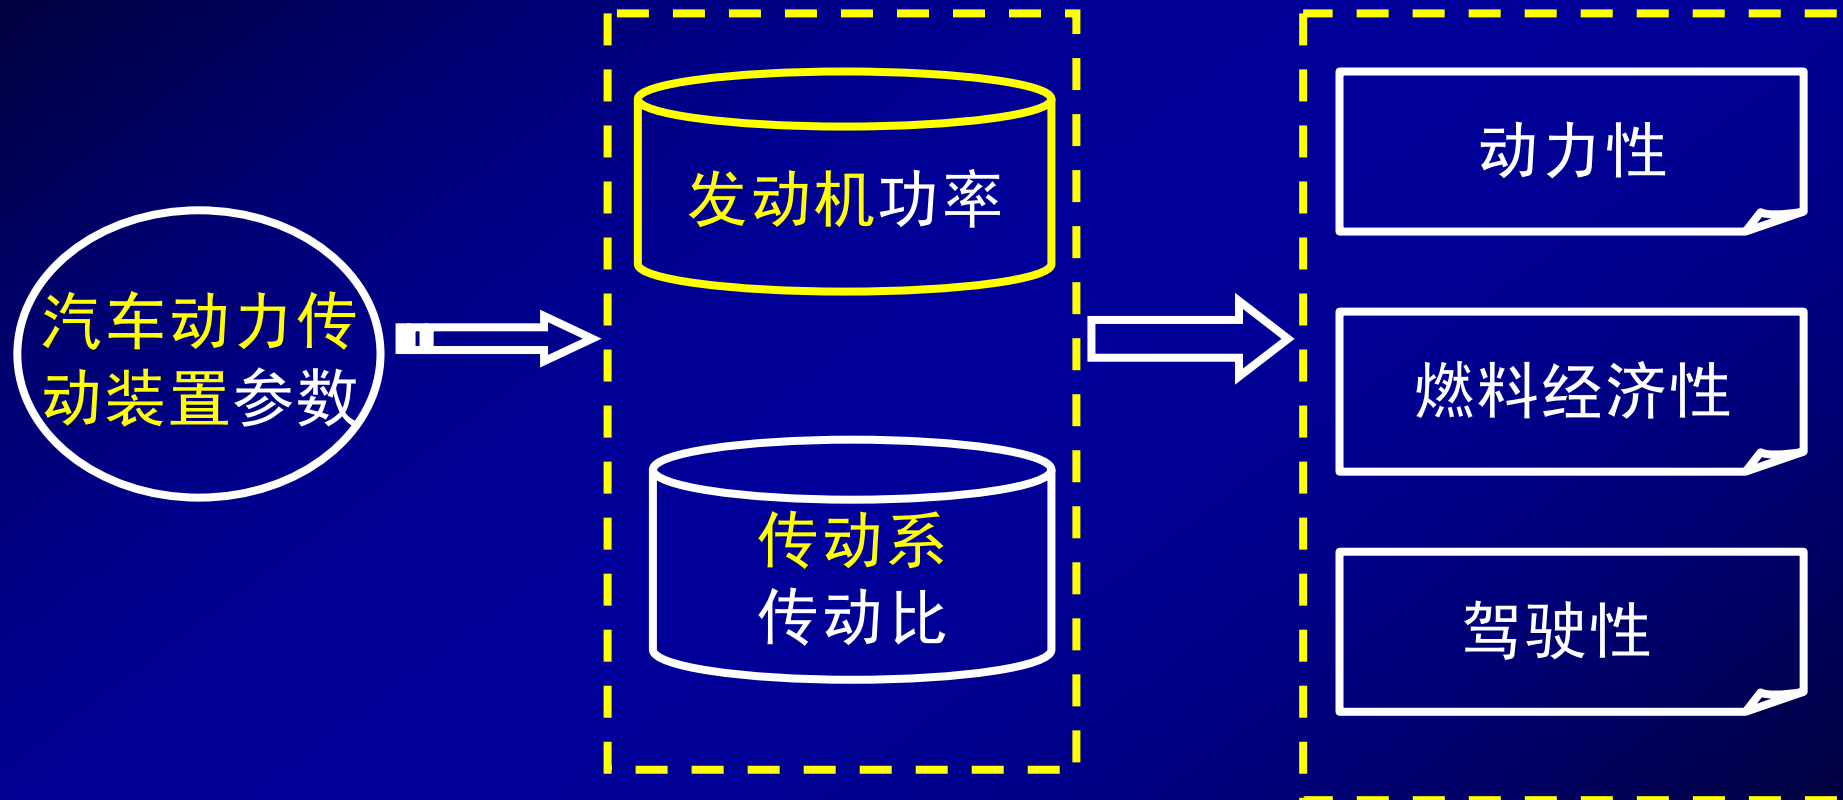 汽车动力传
动装置参数
发动机功率
传动系
传动比
动力性
燃料经济性
驾驶性